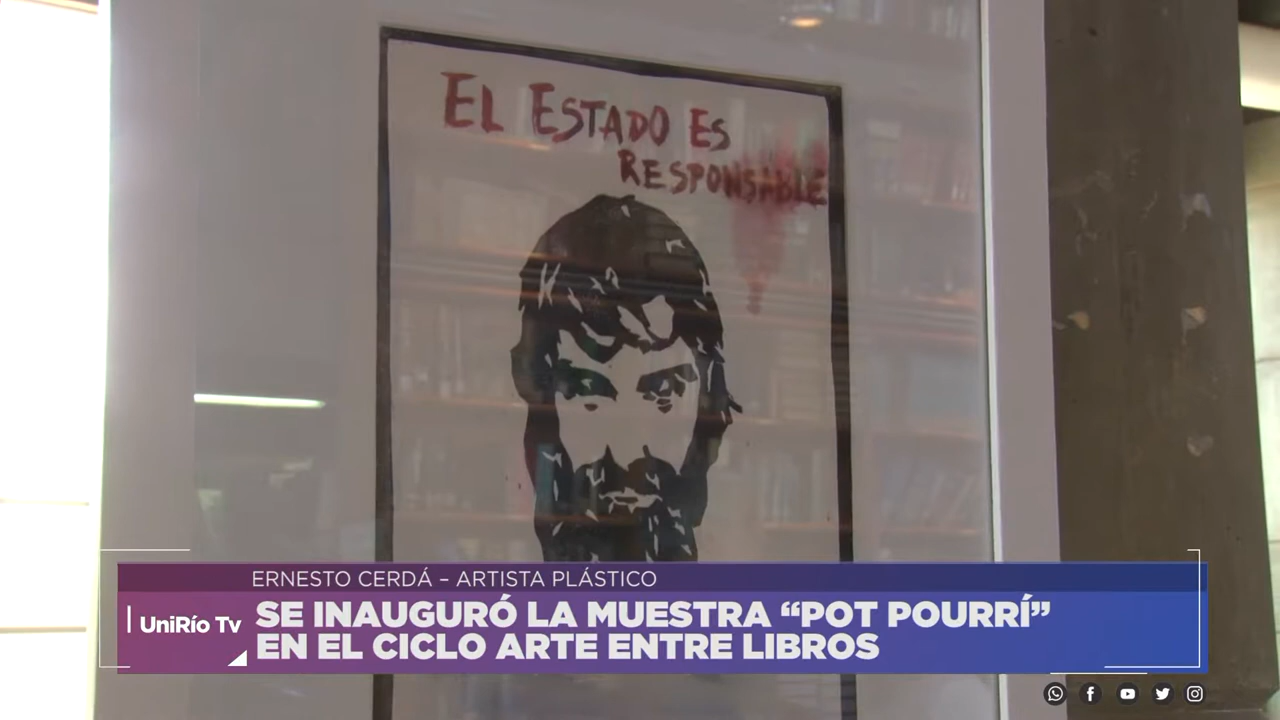 EL ESTADO ES
RESPONSABLE
ERNESTO CERDÁ – ARTISTA PLÁSTICO
UniRío Tv
SE INAUGURÓ LA MUESTRA “POT POURRÍ”
EN EL CICLO ARTE ENTRE LIBROS